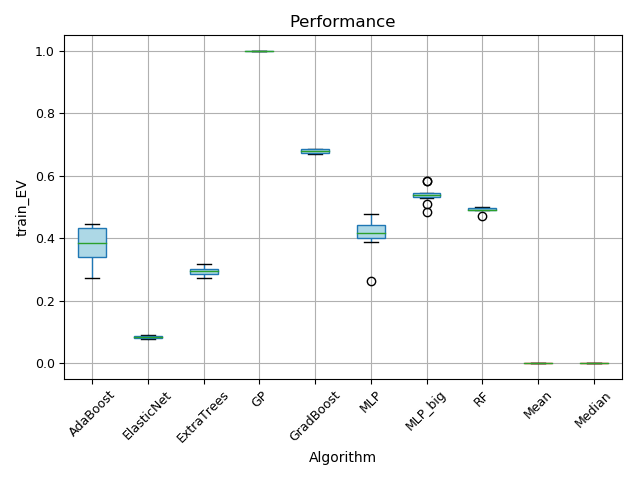 Performance
train_EV
1.0
0.8
0.6
0.4
0.2
0.0
AdaBoost
ElasticNet
ExtraTrees
GP
GradBoost
MLP
MLP_big
RF
Mean
Median
Algorithm